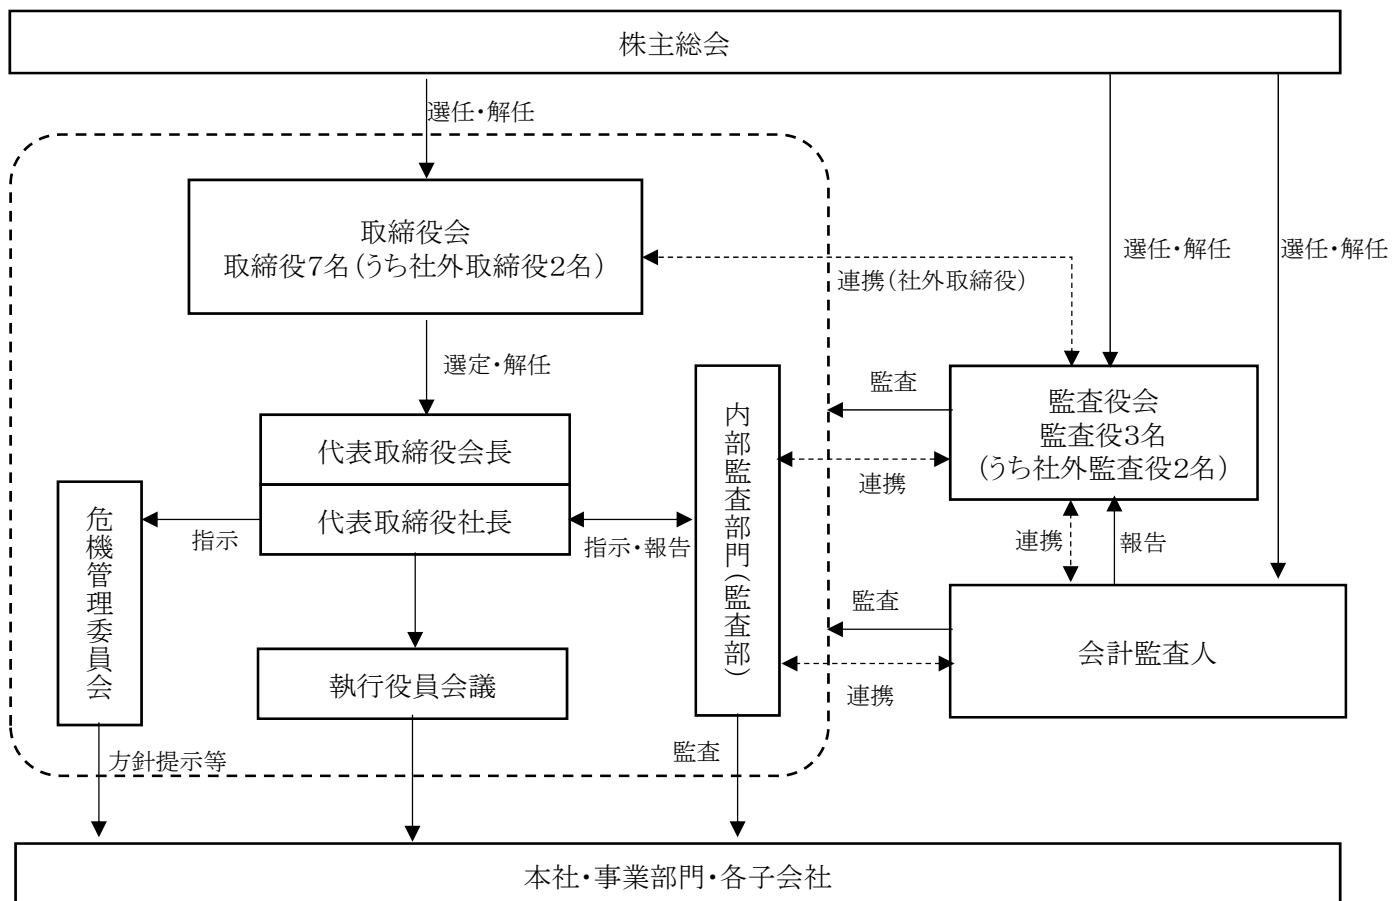 株主総会
選任・解任
取締役会
取締役7名(うち社外取締役2名)
選任・解任
選任・解任
連携(社外取締役)
選定・解任
監査
監査役会
監査役3名
(うち社外監査役2名)
代表取締役会長
内部監査部門(監査部)
連携
危機管理委員会
指示
代表取締役社長
指示・報告
連携
報告
監査
会計監査人
執行役員会議
連携
方針提示等
監査
本社・事業部門・各子会社